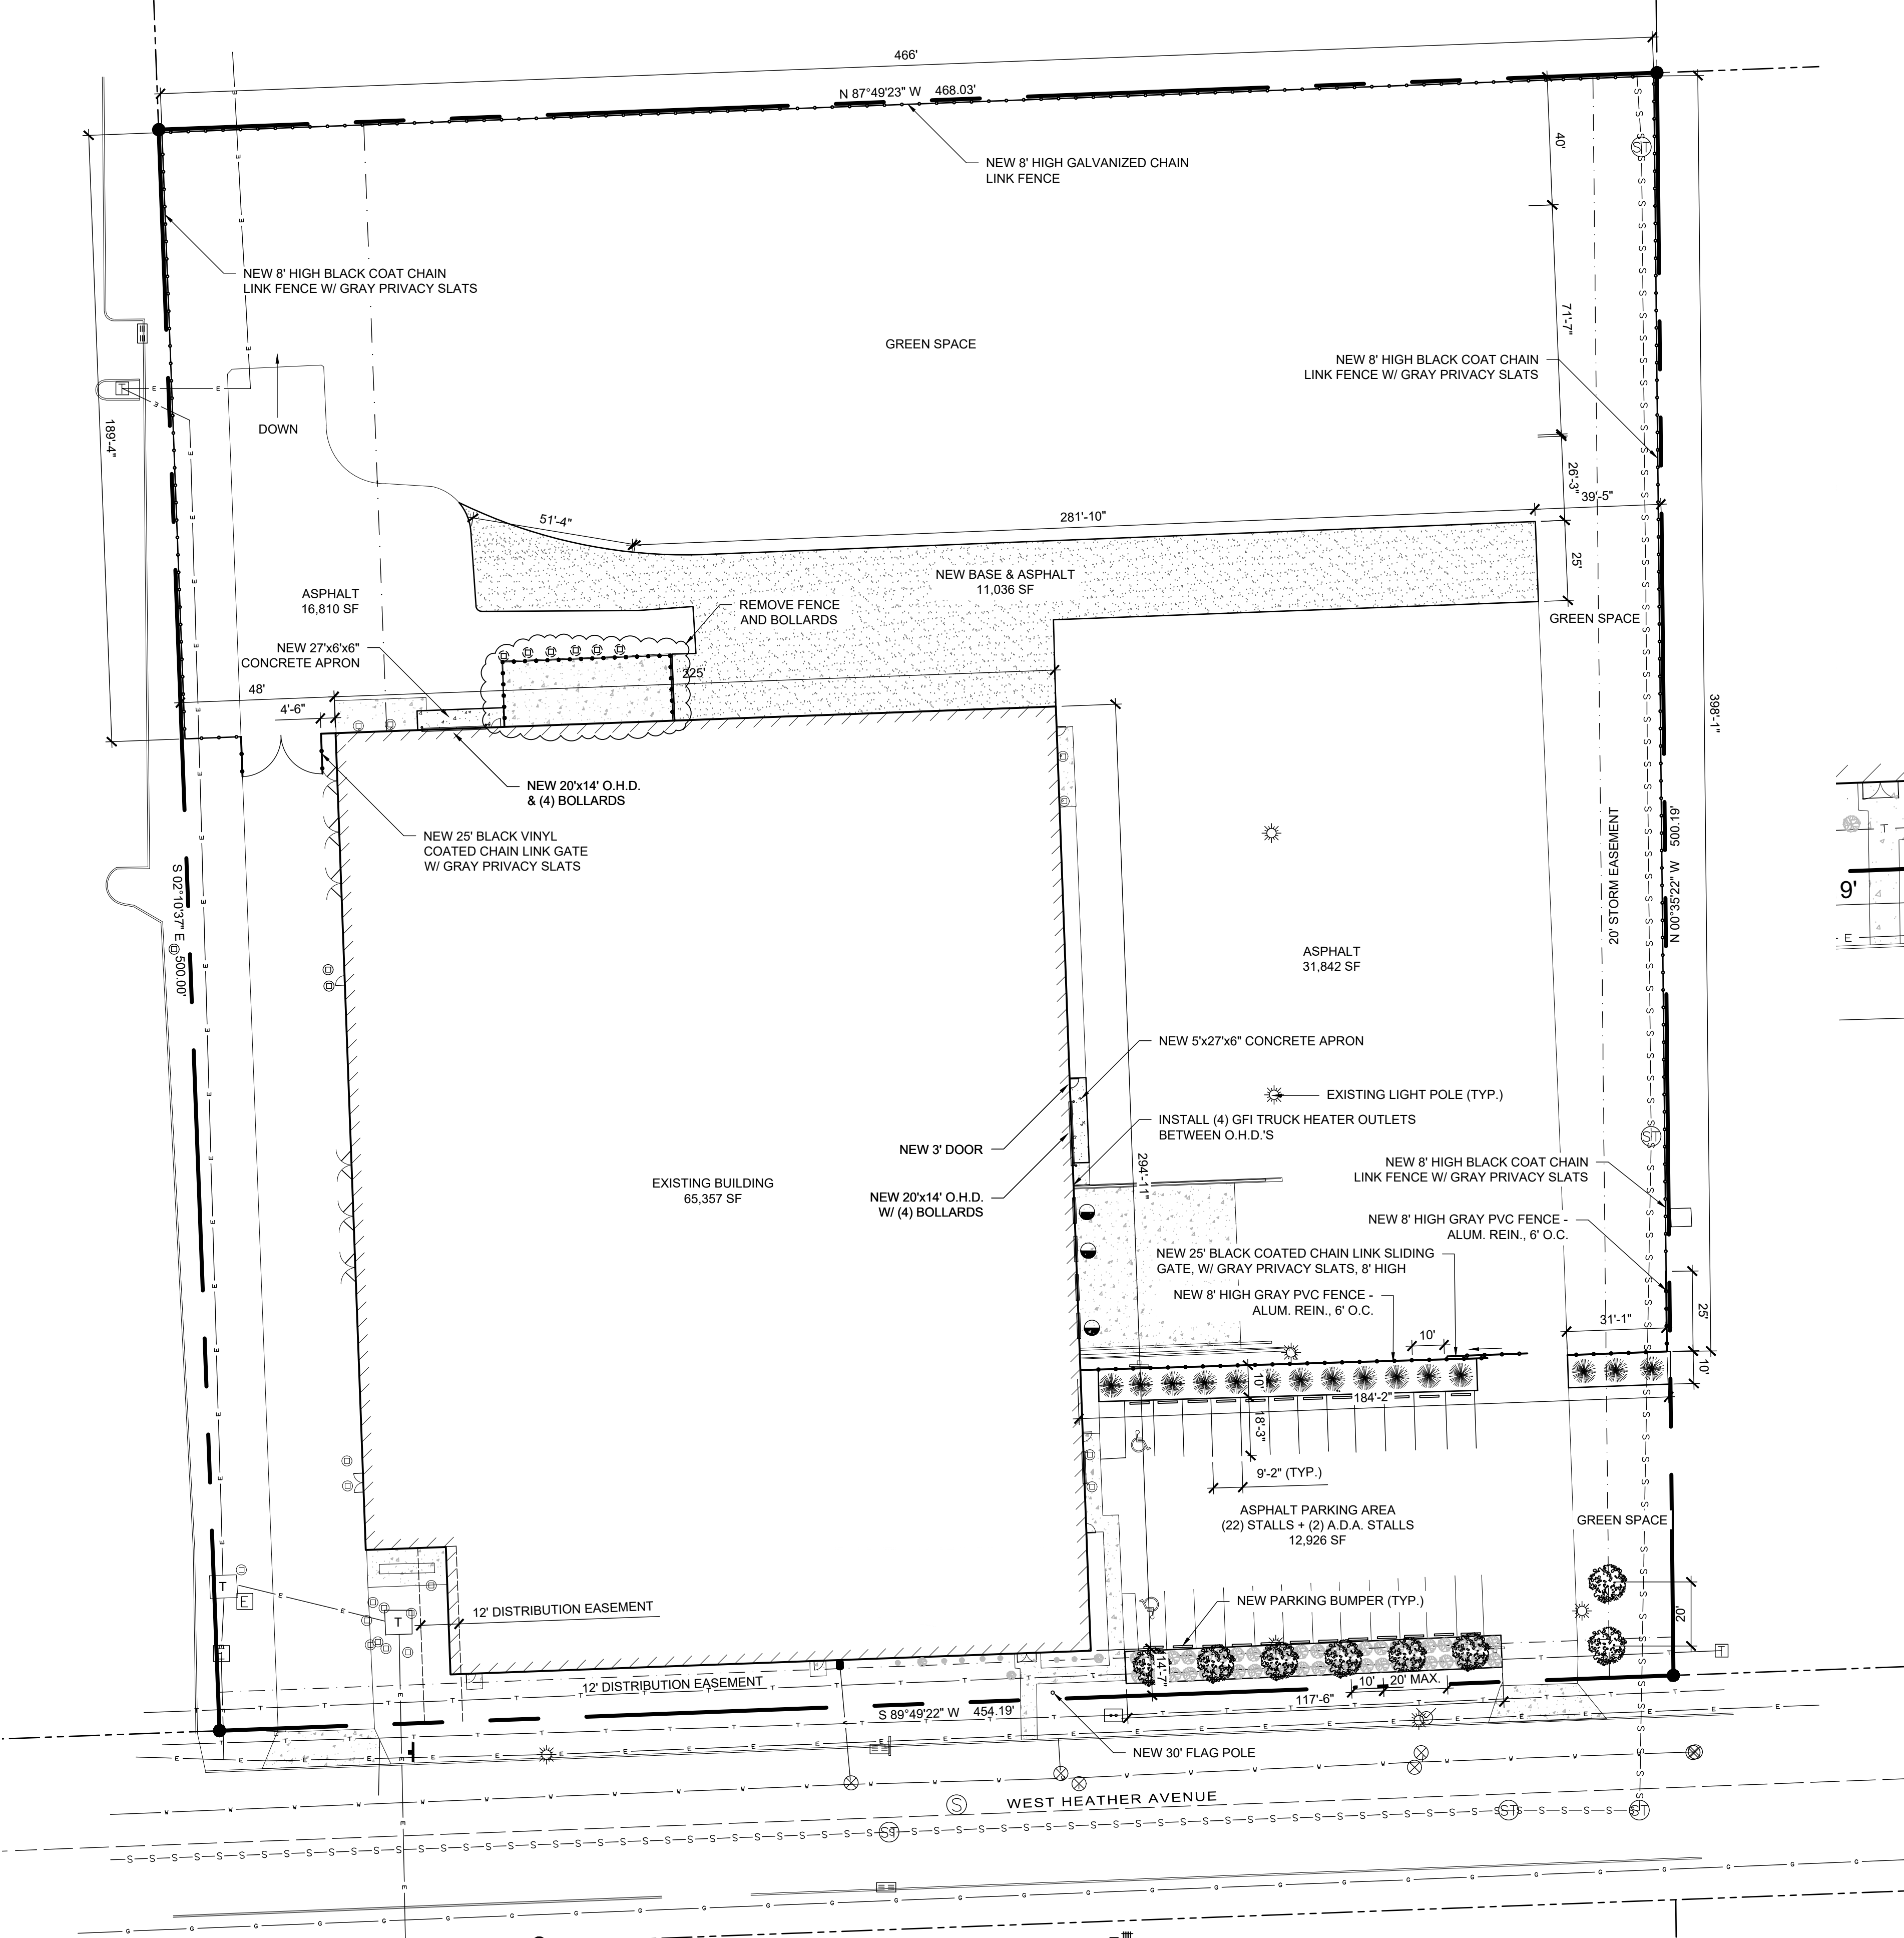 466'
N 87°49'23" W 468.03'
NEW 8' HIGH GALVANIZED CHAIN
LINK FENCE
40'
ST
NEW 8' HIGH BLACK COAT CHAIN
LINK FENCE W/ GRAY PRIVACY SLATS
71'-7"
GREEN SPACE
NEW 8' HIGH BLACK COAT CHAIN
LINK FENCE W/ GRAY PRIVACY SLATS
T
DOWN
189'-4"
26'-3"
39'-5"
51'-4"
281'-10"
25'
NEW BASE & ASPHALT
11,036 SF
ASPHALT
16,810 SF
REMOVE FENCE
AND BOLLARDS
GREEN SPACE
NEW 27'x6'x6"
CONCRETE APRON
225'
48'
4'-6"
398'-1"
NEW 20'x14' O.H.D.
& (4) BOLLARDS
NEW 25' BLACK VINYL
COATED CHAIN LINK GATE
W/ GRAY PRIVACY SLATS
20' STORM EASEMENT
N 00°35'22" W 500.19'
T
9'
E
S 02°10'37" E 500.00'
ASPHALT
31,842 SF
NEW 5'x27'x6" CONCRETE APRON
EXISTING LIGHT POLE (TYP.)
INSTALL (4) GFI TRUCK HEATER OUTLETS
BETWEEN O.H.D.'S
ST
NEW 3' DOOR
294'-11"
NEW 8' HIGH BLACK COAT CHAIN
LINK FENCE W/ GRAY PRIVACY SLATS
EXISTING BUILDING
65,357 SF
NEW 20'x14' O.H.D.
W/ (4) BOLLARDS
NEW 8' HIGH GRAY PVC FENCE -
ALUM. REIN., 6' O.C.
NEW 25' BLACK COATED CHAIN LINK SLIDING
GATE, W/ GRAY PRIVACY SLATS, 8' HIGH
NEW 8' HIGH GRAY PVC FENCE -
ALUM. REIN., 6' O.C.
25'
31'-1"
10'
10'
10'
184'-2"
18'-3"
9'-2" (TYP.)
ASPHALT PARKING AREA
(22) STALLS + (2) A.D.A. STALLS
12,926 SF
GREEN SPACE
T
E
E
T
12' DISTRIBUTION EASEMENT
NEW PARKING BUMPER (TYP.)
20'
T
14'-7"
12' DISTRIBUTION EASEMENT
10'
20' MAX.
117'-6"
S 89°49'22" W 454.19'
NEW 30' FLAG POLE
S
WEST HEATHER AVENUE
ST
ST
ST